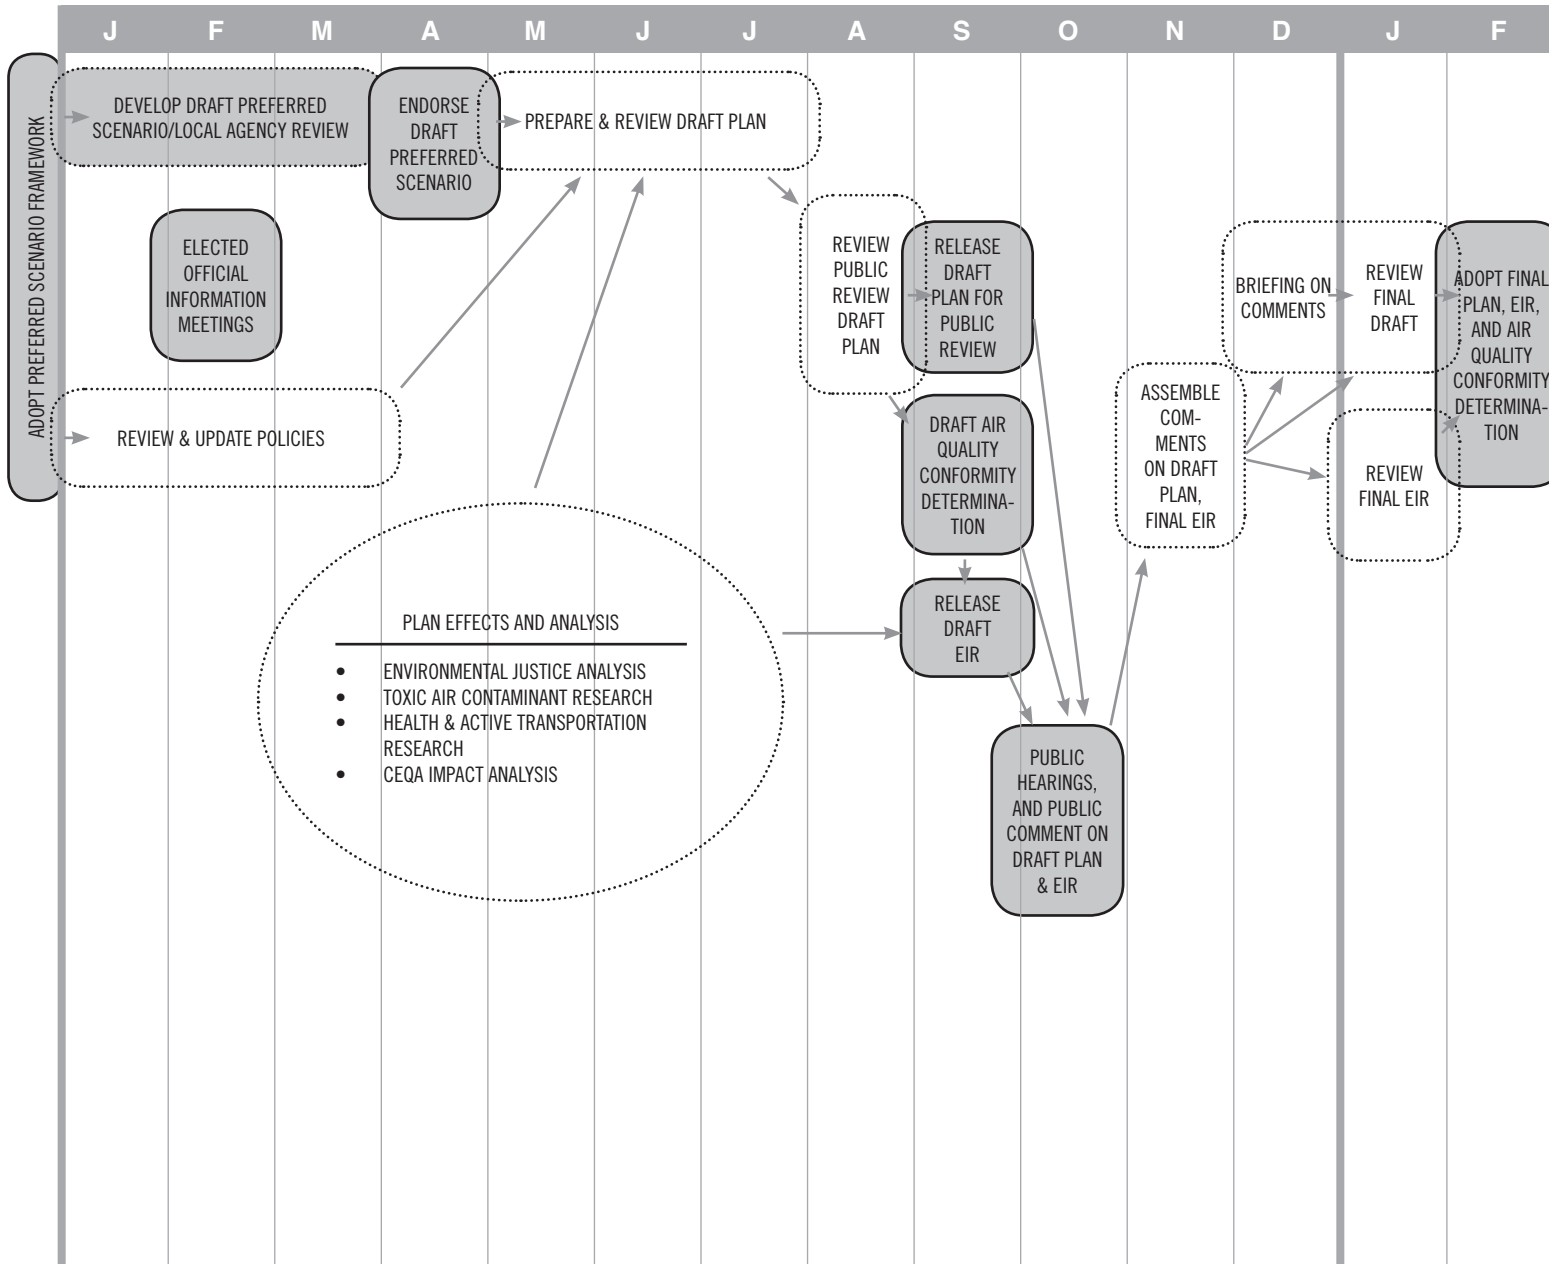 J F M A M J J A S O N D J F
ADOPT PREFERRED SCENARIO FRAMEWORK
DEVELOP DRAFT PREFERRED
SCENARIO/LOCAL AGENCY REVIEW
ENDORSE
DRAFT
PREFERRED
SCENARIO
PREPARE & REVIEW DRAFT PLAN
ELECTED
OFFICIAL
INFORMATION
MEETINGS
REVIEW & UPDATE POLICIES
REVIEW
PUBLIC
REVIEW
DRAFT
PLAN
RELEASE
DRAFT
PLAN FOR
PUBLIC
REVIEW
DRAFT AIR
QUALITY
CONFORMITY
DETERMINA-
TION
RELEASE
DRAFT
EIR
PLAN EFFECTS AND ANALYSIS
• ENVIRONMENTAL JUSTICE ANALYSIS
• TOXIC AIR CONTAMINANT RESEARCH
• HEALTH & ACTIVE TRANSPORTATION
RESEARCH
• CEQA IMPACT ANALYSIS
PUBLIC
HEARINGS,
AND PUBLIC
COMMENT ON
DRAFT PLAN
& EIR
ASSEMBLE
COM-
MENTS
ON DRAFT
PLAN,
FINAL EIR
BRIEFING ON
COMMENTS
REVIEW
FINAL
DRAFT
REVIEW
FINAL EIR
ADOPT FINAL
PLAN, EIR,
AND AIR
QUALITY
CONFORMITY
DETERMINA-
TION